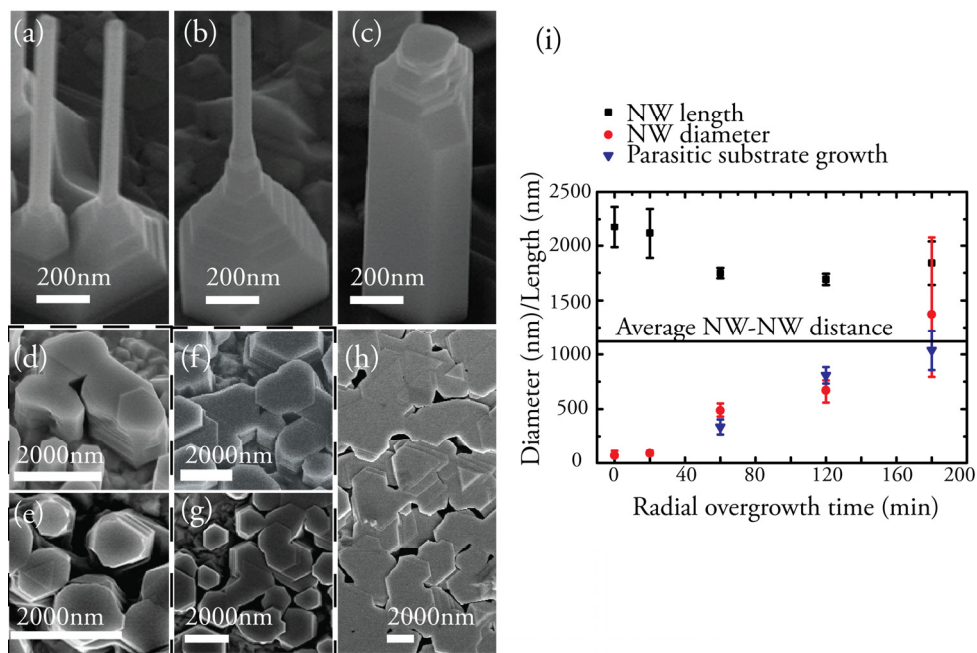 (a)
(b)
(c)
200nm
200nm
200nm
(d)
(f)
(h)
2000nm
2000nm
(e)
(g)
2000nm
2000nm
2000nm
(i)
NW length
NW diameter
Parasitic substrate growth
Diameter (nm)/Length (nm)
2500
2000
1500
1000
500
0
Average NW-NW distance
0 40 80 120 160 200
Radial overgrowth time (min)